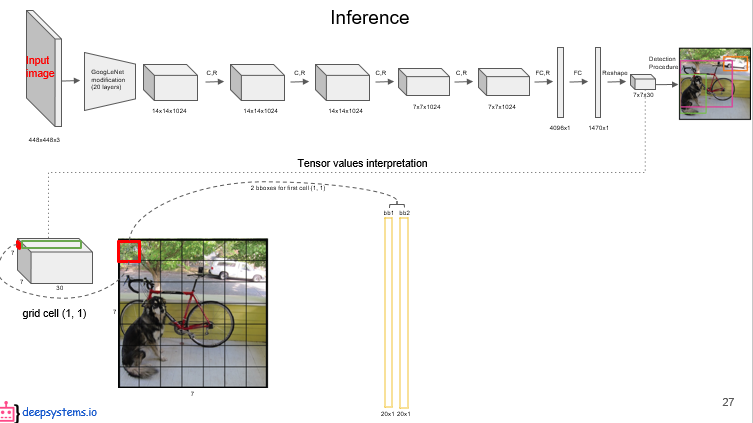 Inference
Input
image
GoogLeNet
modification
(20 layers)
C,R
C,R
C,R
C,R
FC,R
FC
Reshape
Detection
Procedure
448x448x3
14x14x1024
14x14x1024
14x14x1024
7x7x1024
7x7x1024
4096x1
1470x1
7x7x30
Tensor values interpretation
2 bboxes for first cell (1, 1)
bb1 bb2
7
7
30
grid cell (1, 1)
7
7
20x1 20x1
deepsystems.io
27